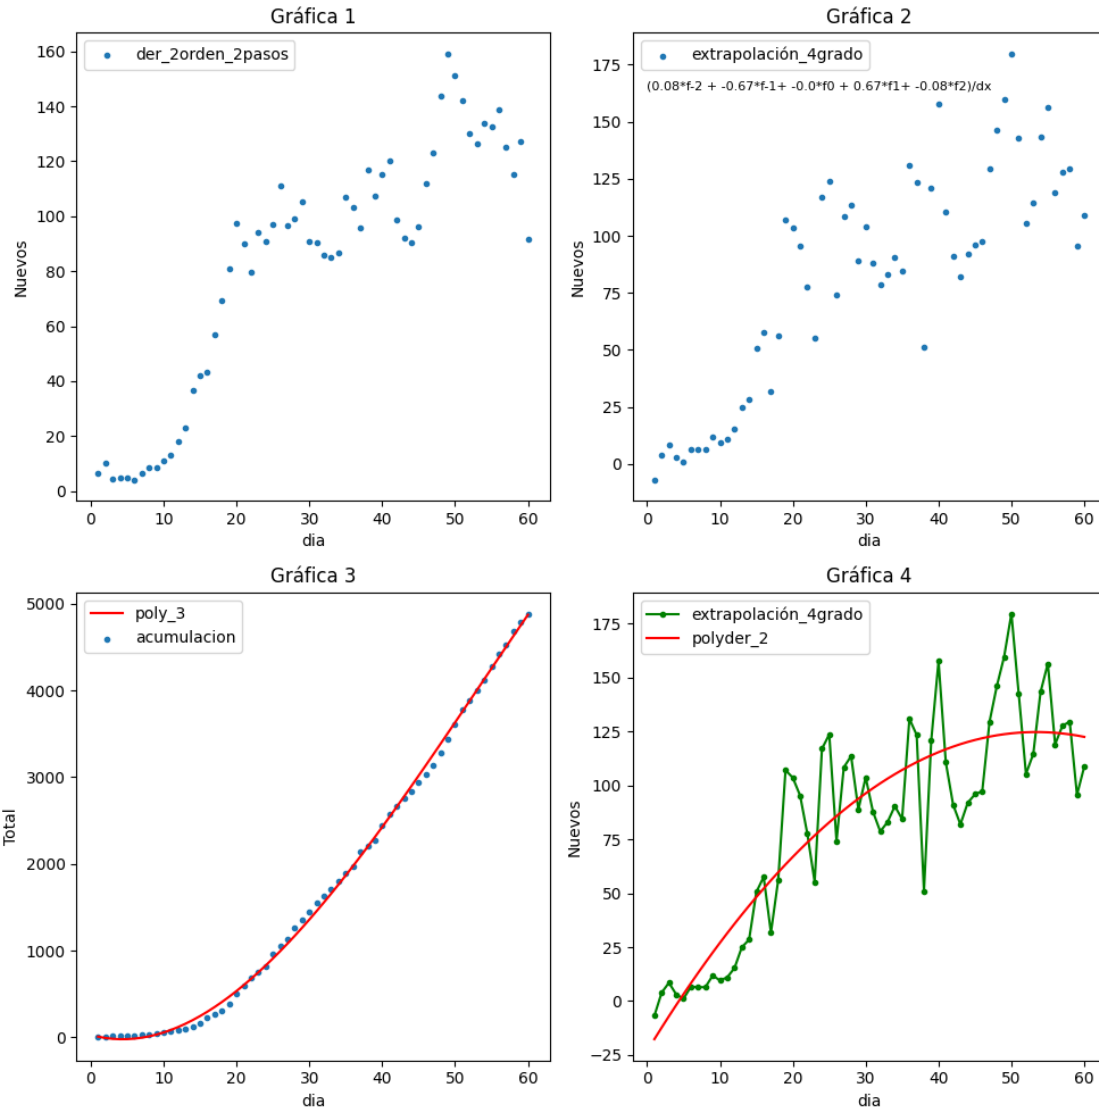 Gráfica 1
der_2orden_2pasos
160
140
120
100
80
60
40
20
0
Nuevos
0 10 20 30 40 50 60
dia
Gráfica 2
extrapolación_4grado
(0.08*f-2 + -0.67*f-1+ -0.0*f0 + 0.67*f1+ -0.08*f2)/dx
175
150
125
100
75
50
25
0
Nuevos
0 10 20 30 40 50 60
dia
Gráfica 3
poly_3
acumulacion
5000
4000
3000
2000
1000
0
Total
0 10 20 30 40 50 60
dia
Gráfica 4
extrapolación_4grado
polyder_2
175
150
125
100
75
50
25
0
−25
Nuevos
0 10 20 30 40 50 60
dia